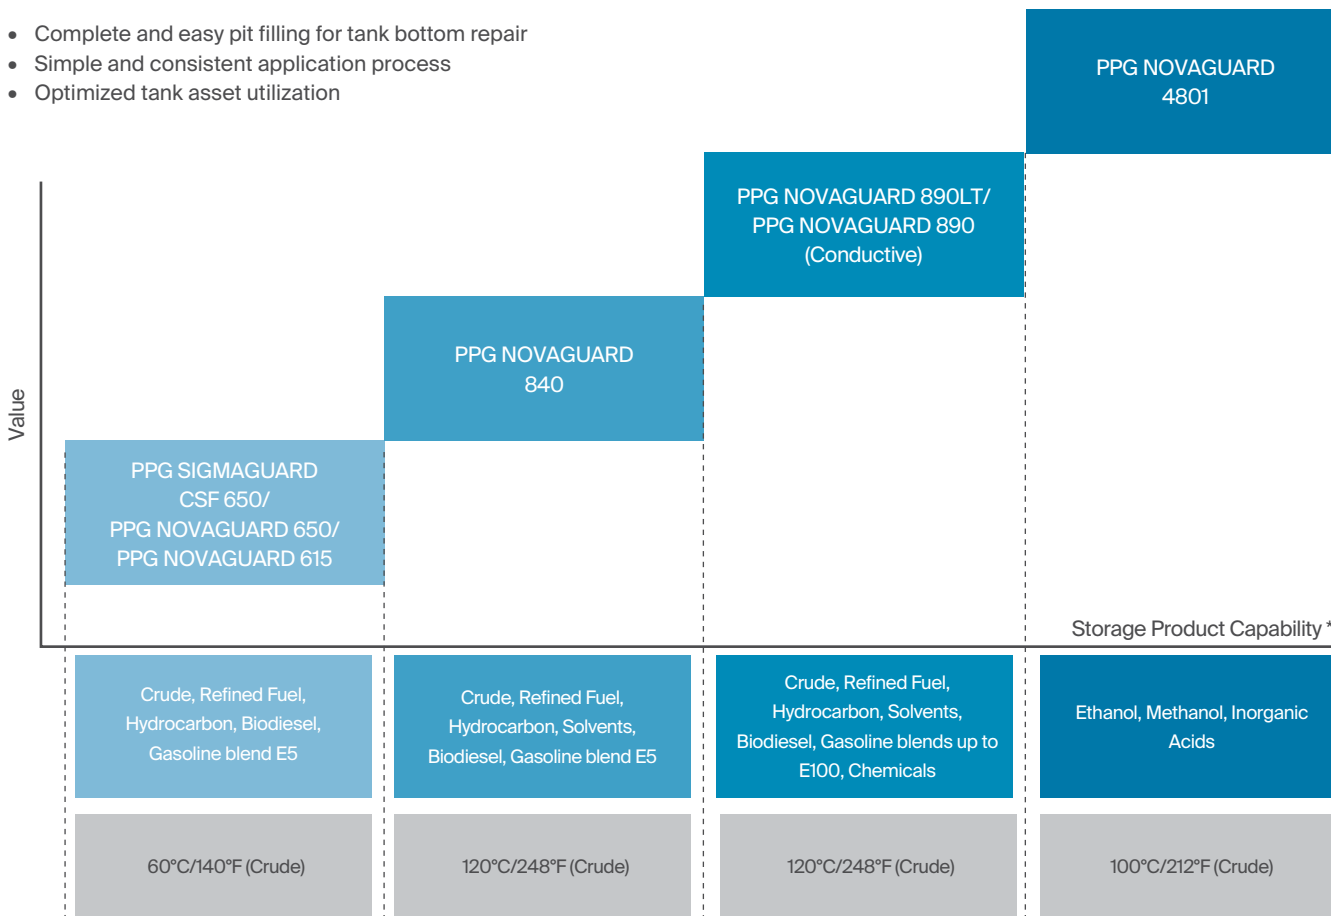 • Complete and easy pit filling for tank bottom repair
• Simple and consistent application process
• Optimized tank asset utilization
PPG NOVAGUARD
4801
PPG NOVAGUARD 890LT/
PPG NOVAGUARD 890
(Conductive)
PPG NOVAGUARD
840
Value
PPG SIGMAGUARD
CSF 650/
PPG NOVAGUARD 650/
PPG NOVAGUARD 615
Storage Product Capability *
Crude, Refined Fuel,
Hydrocarbon, Biodiesel,
Gasoline blend E5
Crude, Refined Fuel,
Hydrocarbon, Solvents,
Biodiesel, Gasoline blend E5
Crude, Refined Fuel,
Hydrocarbon, Solvents,
Biodiesel, Gasoline blends up to
E100, Chemicals
Ethanol, Methanol, Inorganic
Acids
60°C/140°F (Crude)
120°C/248°F (Crude)
120°C/248°F (Crude)
100°C/212°F (Crude)